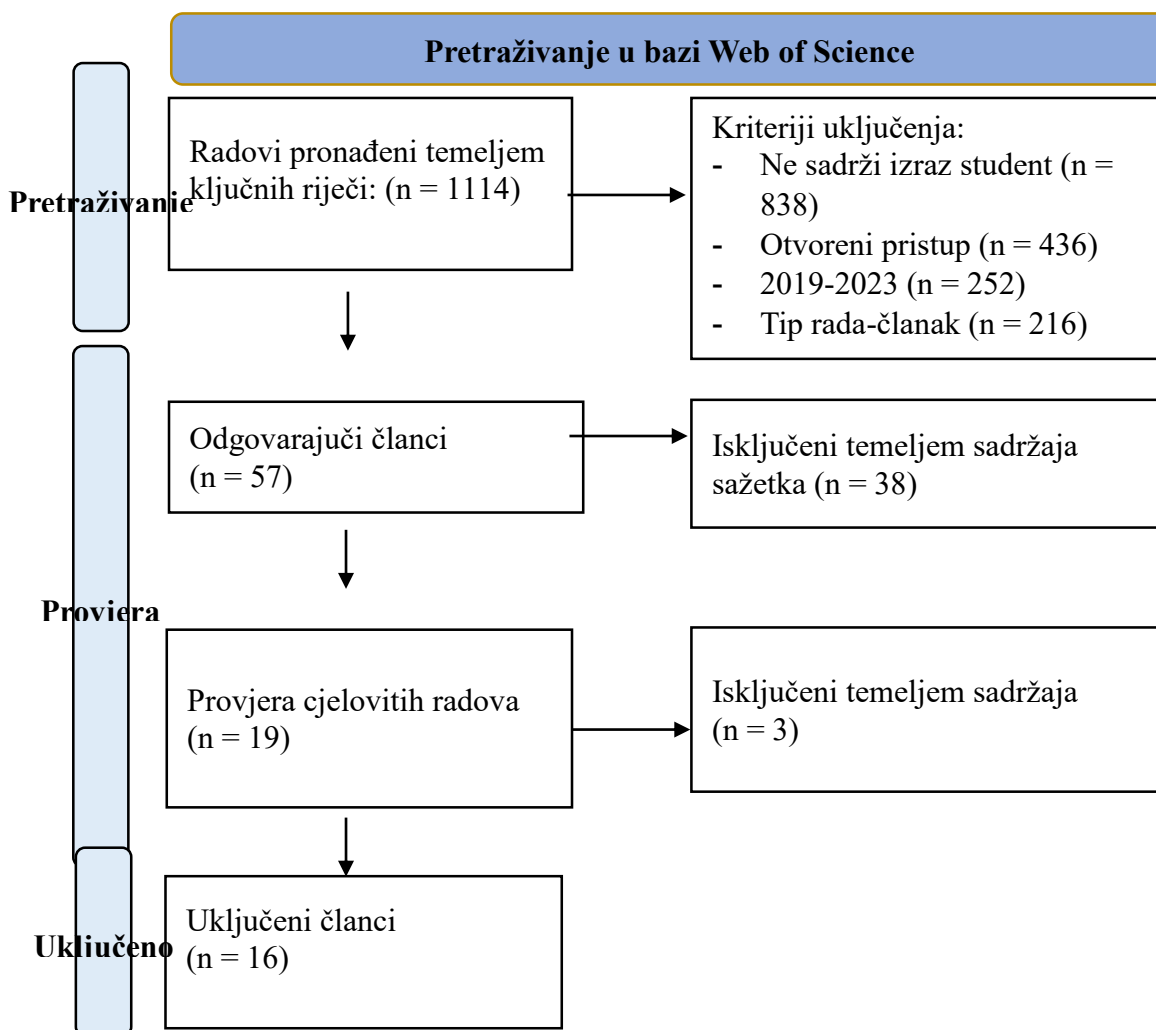 Pretraživanje u bazi Web of Science
Pretraživanje
Radovi pronađeni temeljem
ključnih riječi: (n = 1114)
Kriteriji uključenja:
- Ne sadrži izraz student (n =
838)
- Otvoreni pristup (n = 436)
- 2019-2023 (n = 252)
- Tip rada-članak (n = 216)
Provjera
Odgovarajuči članci
(n = 57)
Isključeni temeljem sadržaja
sažetka (n = 38)
Provjera cjelovitih radova
(n = 19)
Isključeni temeljem sadržaja
(n = 3)
Uključeno
Uključeni članci
(n = 16)